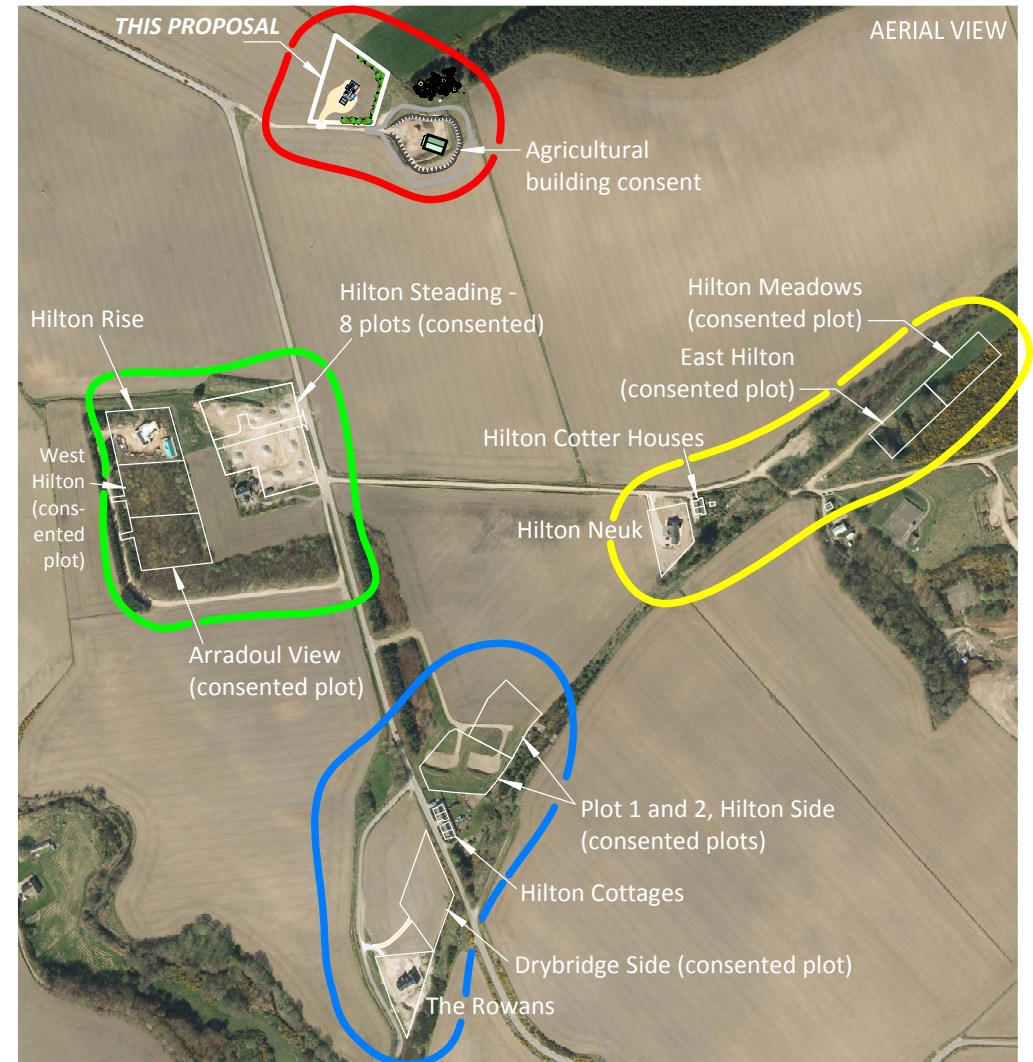 THIS PROPOSAL
AERIAL VIEW
Agricultural
building consent
Hilton Steading -
8 plots (consented)
Hilton Rise
Hilton Meadows
(consented plot)
East Hilton
(consented plot)
Hilton Cotter Houses
West
Hilton
(cons-
ented
plot)
Hilton Neuk
Arradoul View
(consented plot)
Plot 1 and 2, Hilton Side
(consented plots)
Hilton Cottages
Drybridge Side (consented plot)
The Rowans